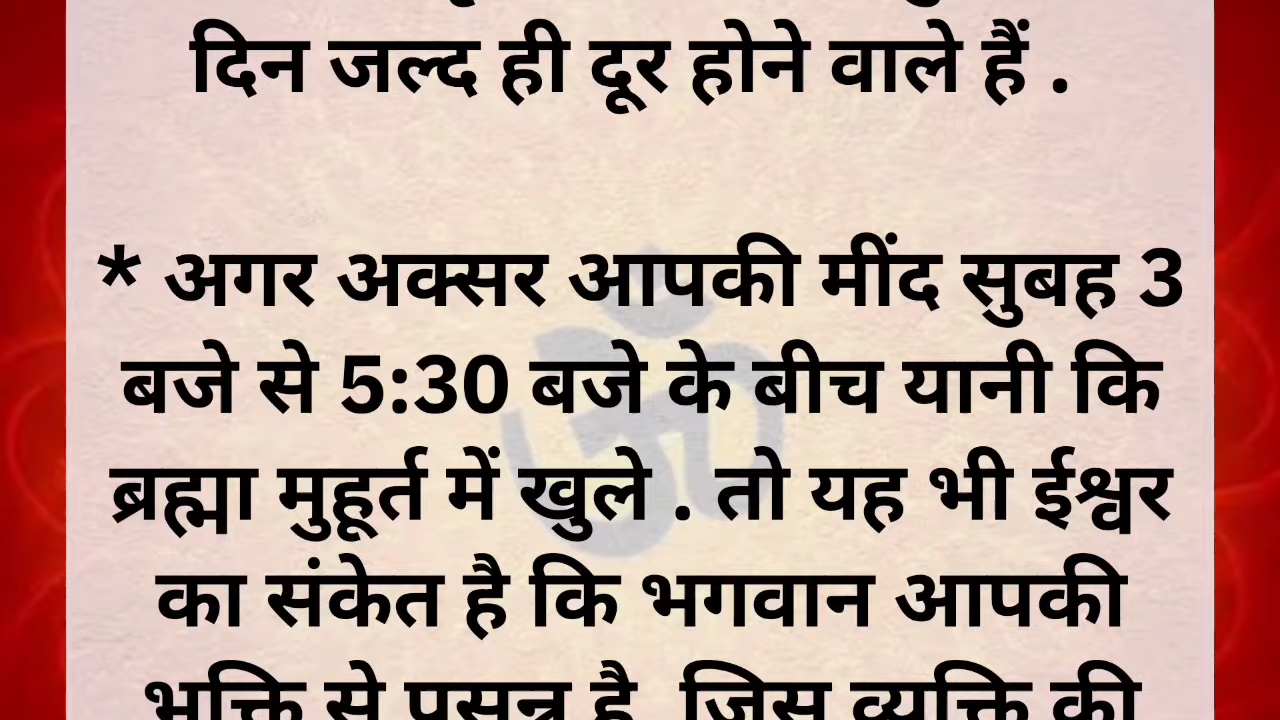 दिन जल्द ही दूर होने वाले हैं .
* अगर अक्सर आपकी मींद सुबह 3
बजे से 5:30 बजे के बीच यानी कि
ब्रह्मा मुहूर्त में खुले . तो यह भी ईश्वर
का संकेत है कि भगवान आपकी
भक्ति से प्रसन्न है. जिस व्यक्ति की